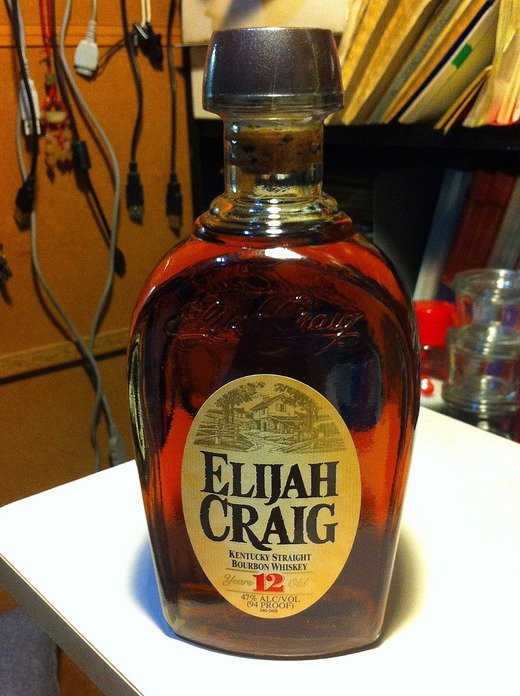 Elijah Craig
ELIJAH
CRAIG
KENTUCKY STRAIGHT
BOURBON WHISKEY
Years 12 Old
47% ALC/VOL
(94 PROOF)